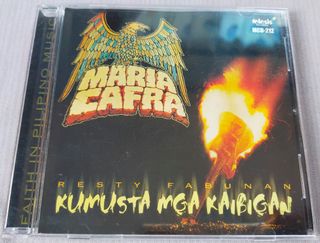 MARIA
CAFRA
RESTY FABUNAN
KUMUSTA MGA KAIBIGAN
FAITH IN PILIPINO MUSIC